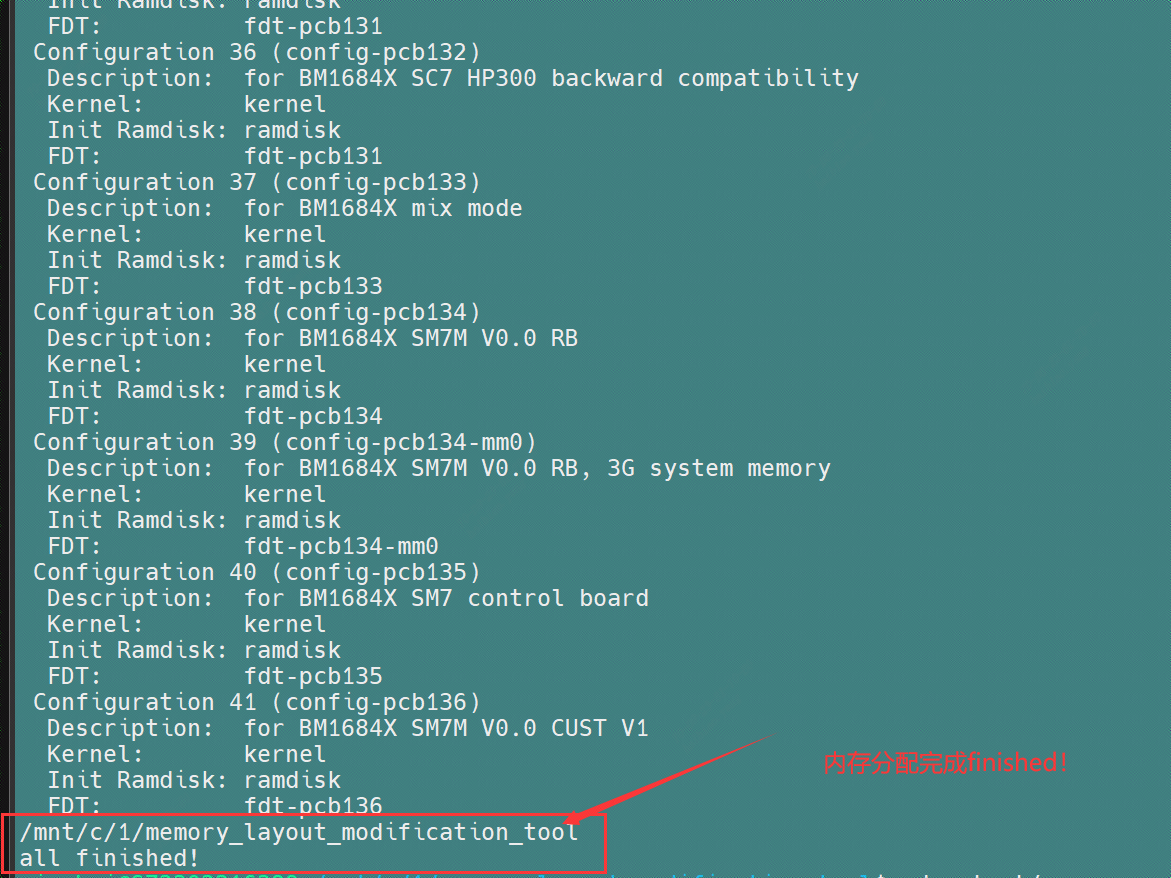 Init Ramdisk: ramdisk
FDT: fdt-pcb131
Configuration 36 (config-pcb132)
Description: for BM1684X SC7 HP300 backward compatibility
Kernel: kernel
Init Ramdisk: ramdisk
FDT: fdt-pcb131
Configuration 37 (config-pcb133)
Description: for BM1684X mix mode
Kernel: kernel
Init Ramdisk: ramdisk
FDT: fdt-pcb133
Configuration 38 (config-pcb134)
Description: for BM1684X SM7M V0.0 RB
Kernel: kernel
Init Ramdisk: ramdisk
FDT: fdt-pcb134
Configuration 39 (config-pcb134-mm0)
Description: for BM1684X SM7M V0.0 RB, 3G system memory
Kernel: kernel
Init Ramdisk: ramdisk
FDT: fdt-pcb134-mm0
Configuration 40 (config-pcb135)
Description: for BM1684X SM7 control board
Kernel: kernel
Init Ramdisk: ramdisk
FDT: fdt-pcb135
Configuration 41 (config-pcb136)
Description: for BM1684X SM7M V0.0 CUST V1
Kernel: kernel
内存分配完成finished!
Init Ramdisk: ramdisk
FDT: fdt-pcb136
/mnt/c/1/memory_layout_modification_tool
all finished!